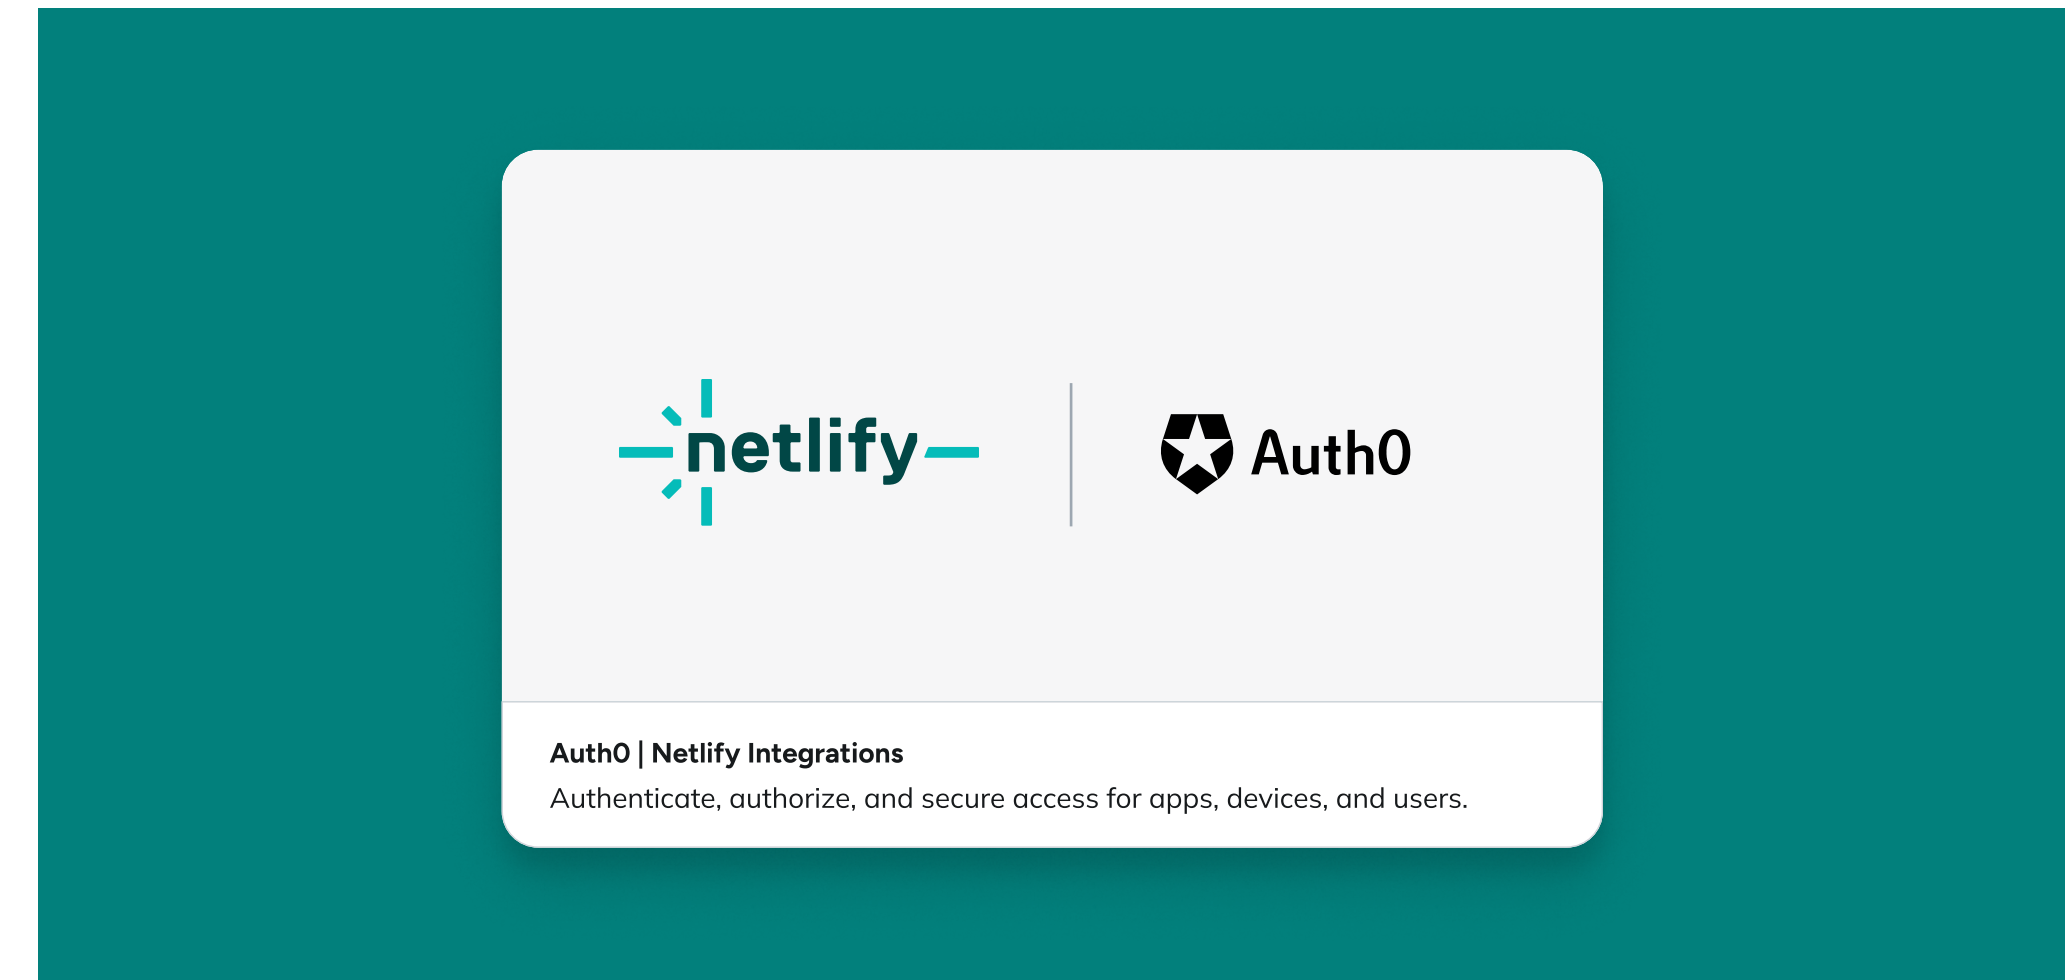 netlify
Auth0
Auth0 | Netlify Integrations
Authenticate, authorize, and secure access for apps, devices, and users.